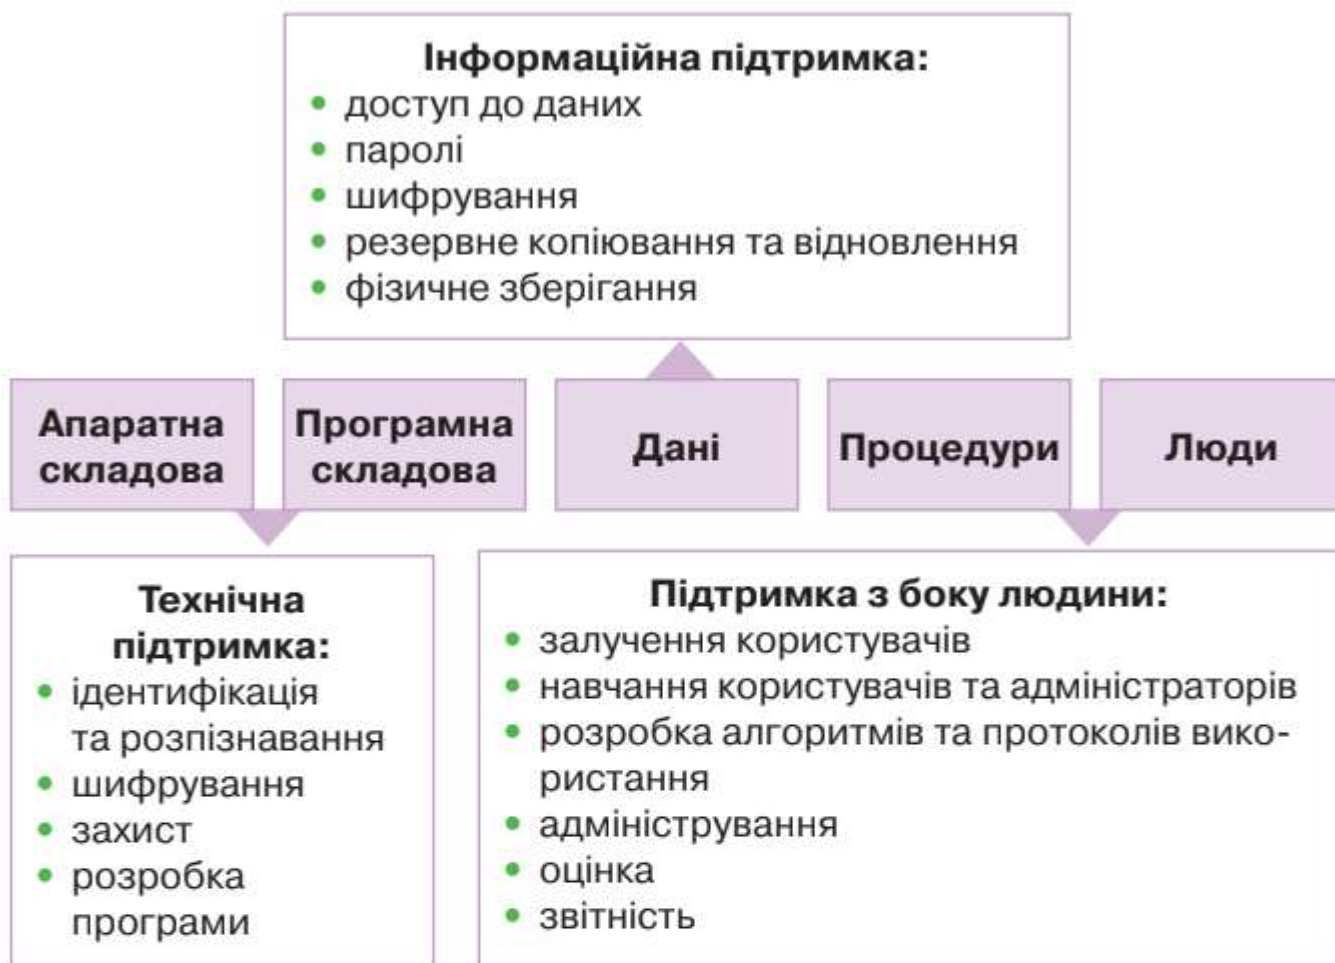 Інформаційна підтримка:
• доступ до даних
• паролі
• шифрування
• резервне копіювання та відновлення
• фізичне зберігання
Апаратна
складова
Програмна
складова
Дані
Процедури
Люди
Технічна
підтримка:
• ідентифікація
та розпізнавання
• шифрування
• захист
• розробка
програми
Підтримка з боку людини:
• залучення користувачів
• навчання користувачів та адміністраторів
• розробка алгоритмів та протоколів вико-
ристання
• адміністрування
• оцінка
• звітність